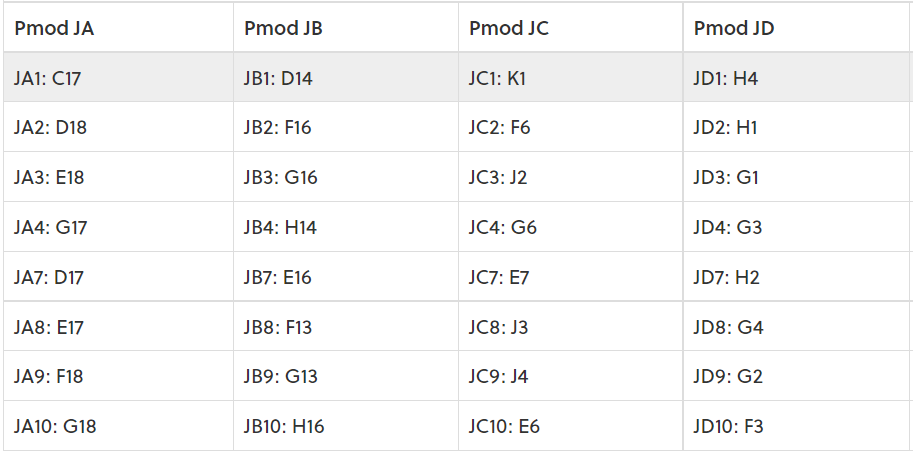 Pmod JA Pmod JB Pmod JC Pmod JD
JA1: C17 JB1: D14 JC1: K1 JD1: H4
JA2: D18 JB2: F16 JC2: F6 JD2: H1
JA3: E18 JB3: G16 JC3: J2 JD3: G1
JA4: G17 JB4: H14 JC4: G6 JD4: G3
JA7: D17 JB7: E16 JC7: E7 JD7: H2
JA8: E17 JB8: F13 JC8: J3 JD8: G4
JA9: F18 JB9: G13 JC9: J4 JD9: G2
JA10: G18 JB10: H16 JC10: E6 JD10: F3